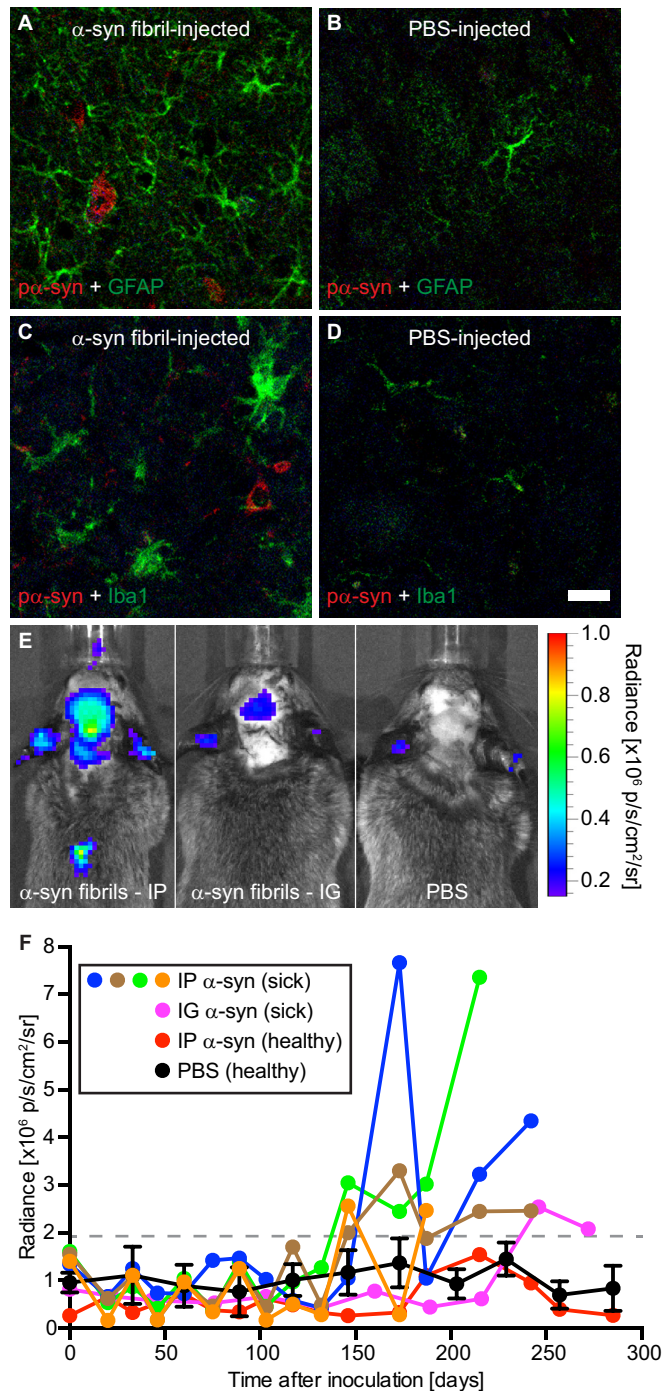 A
α-syn fibril-injected
pα-syn + GFAP
B
PBS-injected
pα-syn + GFAP
C
α-syn fibril-injected
pα-syn + Iba1
D
PBS-injected
pα-syn + Iba1
E
α-syn fibrils - IP
α-syn fibrils - IG
PBS
1.0
0.8
0.6
0.4
0.2
Radiance [x10⁶ p/s/cm²/sr]
F
8
7
6
5
4
3
2
1
0
Radiance [x10⁶ p/s/cm²/sr]
IP α-syn (sick)
IG α-syn (sick)
IP α-syn (healthy)
PBS (healthy)
0 50 100 150 200 250 300
Time after inoculation [days]